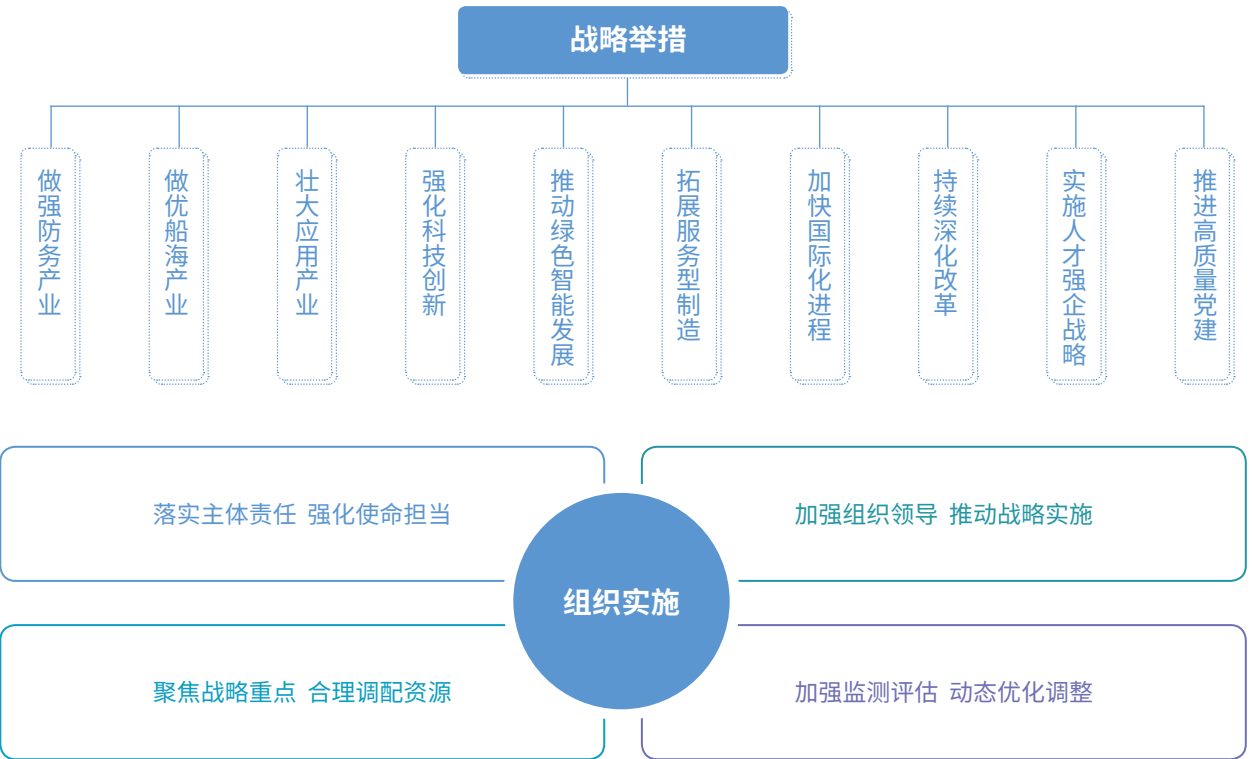 战略举措
做强防务产业
做优船海产业
壮大应用产业
强化科技创新
推动绿色智能发展
拓展服务型制造
加快国际化进程
持续深化改革
实施人才强企战略
推进高质量党建
落实主体责任 强化使命担当
加强组织领导 推动战略实施
组织实施
聚焦战略重点 合理调配资源
加强监测评估 动态优化调整